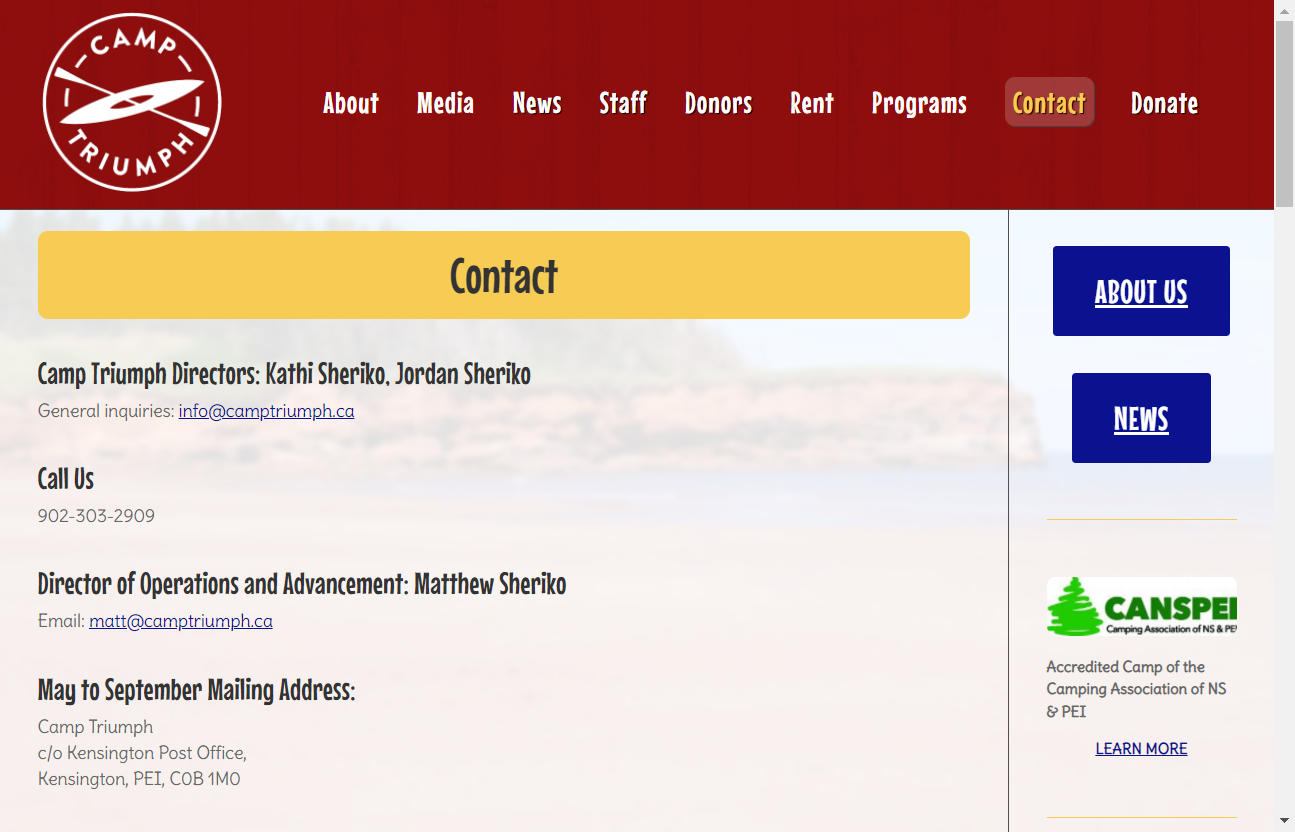 CAMP
TRIUMPH
About
Media
News
Staff
Donors
Rent
Programs
Contact
Donate
Contact
Camp Triumph Directors: Kathi Sheriko, Jordan Sheriko
General inquiries: info@camptriumph.ca
Call Us
902-303-2909
Director of Operations and Advancement: Matthew Sheriko
Email: matt@camptriumph.ca
May to September Mailing Address:
Camp Triumph
c/o Kensington Post Office,
Kensington, PEI, C0B 1M0
ABOUT US
NEWS
CANSPEI
Camping Association of NS & PEI
Accredited Camp of the
Camping Association of NS
& PEI
LEARN MORE